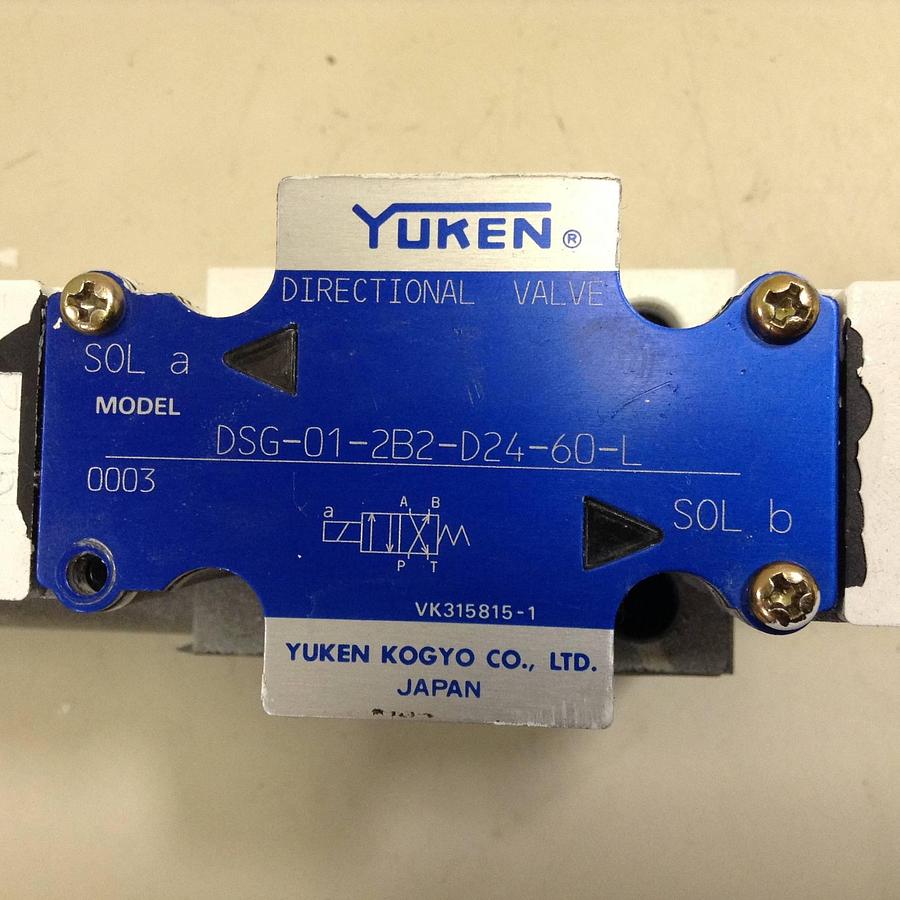 YUKEN ®
DIRECTIONAL VALVE
SOL a
MODEL
DSG-01-2B2-D24-60-L
0003
A B
a
P T
SOL b
VK315815-1
YUKEN KOGYO CO., LTD.
JAPAN